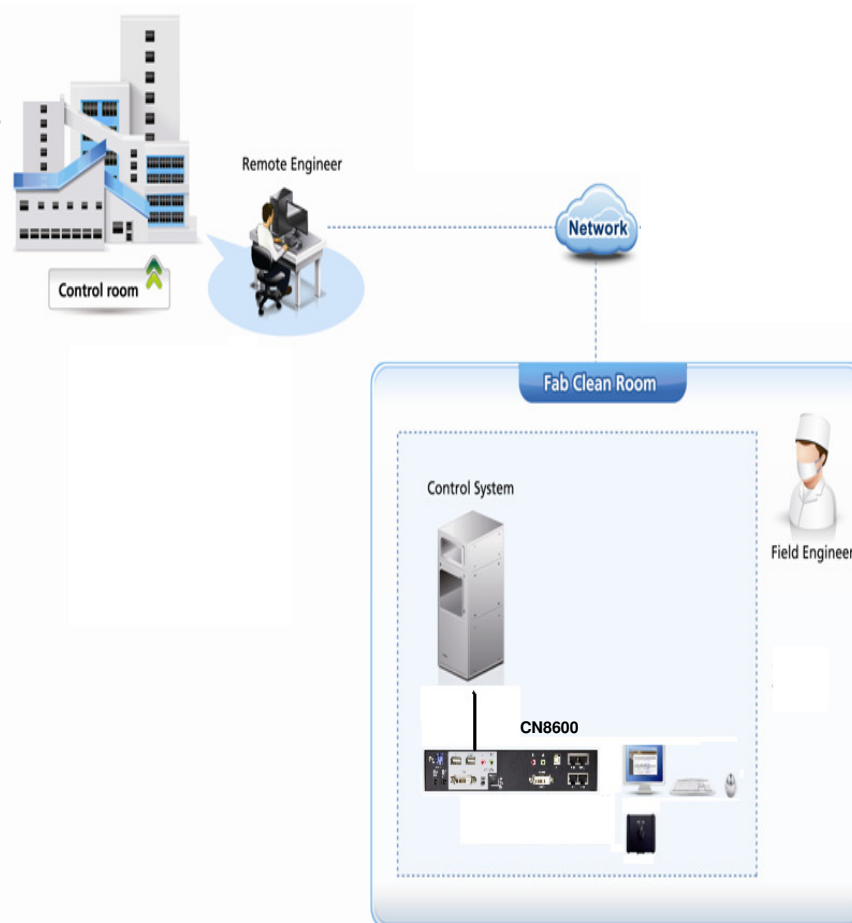 Remote Engineer
Network
Control room
Fab Clean Room
Control System
Field Engineer
CN8600